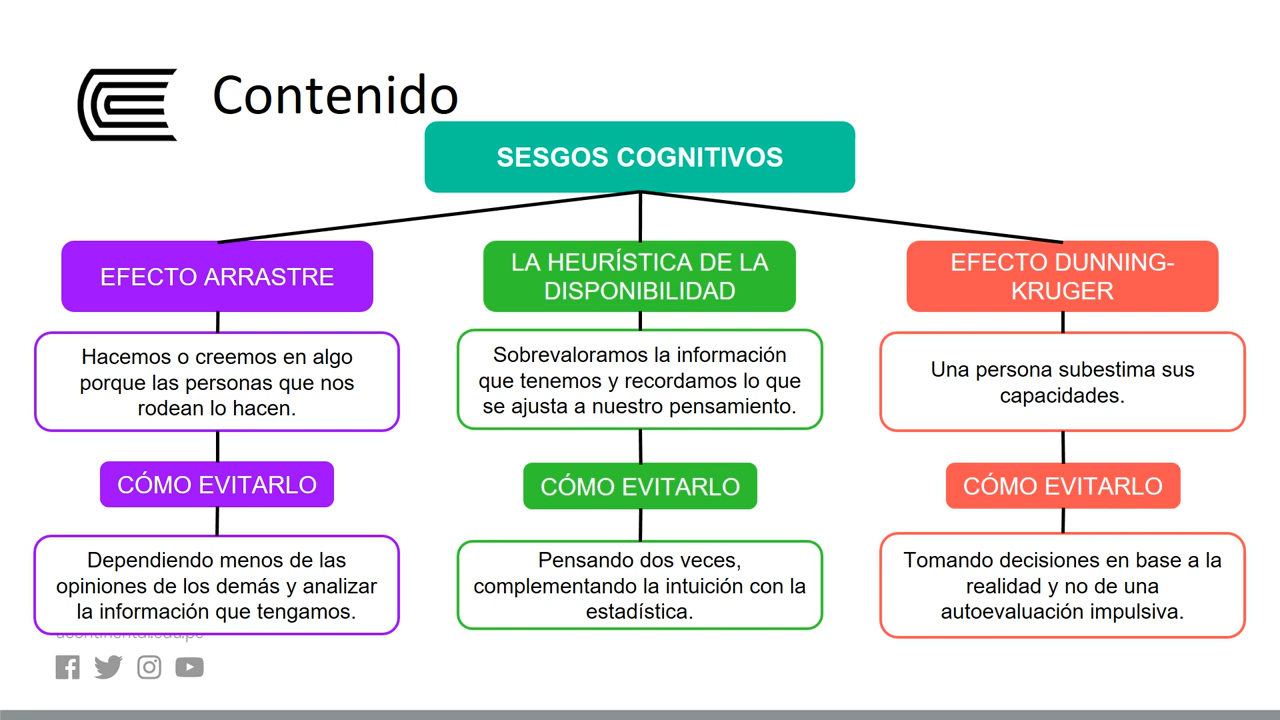 Contenido
SESGOS COGNITIVOS
EFECTO ARRASTRE
Hacemos o creemos en algo
porque las personas que nos
rodean lo hacen.
CÓMO EVITARLO
Dependiendo menos de las
opiniones de los demás y analizar
la información que tengamos.
LA HEURÍSTICA DE LA
DISPONIBILIDAD
Sobrevaloramos la información
que tenemos y recordamos lo que
se ajusta a nuestro pensamiento.
CÓMO EVITARLO
Pensando dos veces,
complementando la intuición con la
estadística.
EFECTO DUNNING-
KRUGER
Una persona subestima sus
capacidades.
CÓMO EVITARLO
Tomando decisiones en base a la
realidad y no de una
autoevaluación impulsiva.